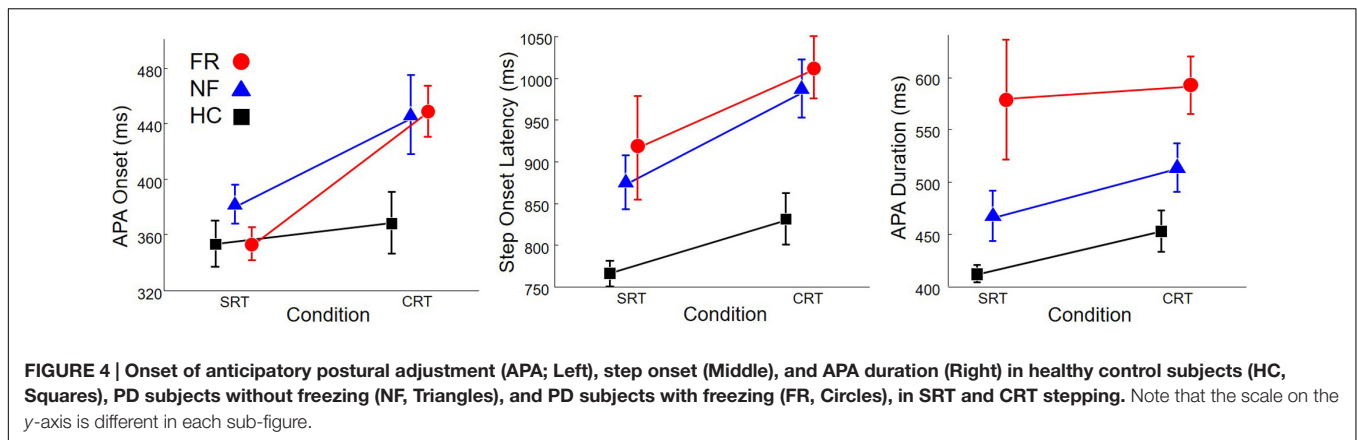 480
440
400
360
320
APA Onset (ms)
FR
NF
HC
SRT
CRT
Condition
1050
1000
950
900
850
800
750
Step Onset Latency (ms)
SRT
CRT
Condition
600
550
500
450
400
APA Duration (ms)
SRT
CRT
Condition
FIGURE 4 | Onset of anticipatory postural adjustment (APA; Left), step onset (Middle), and APA duration (Right) in healthy control subjects (HC,
Squares), PD subjects without freezing (NF, Triangles), and PD subjects with freezing (FR, Circles), in SRT and CRT stepping. Note that the scale on the
y-axis is different in each sub-figure.